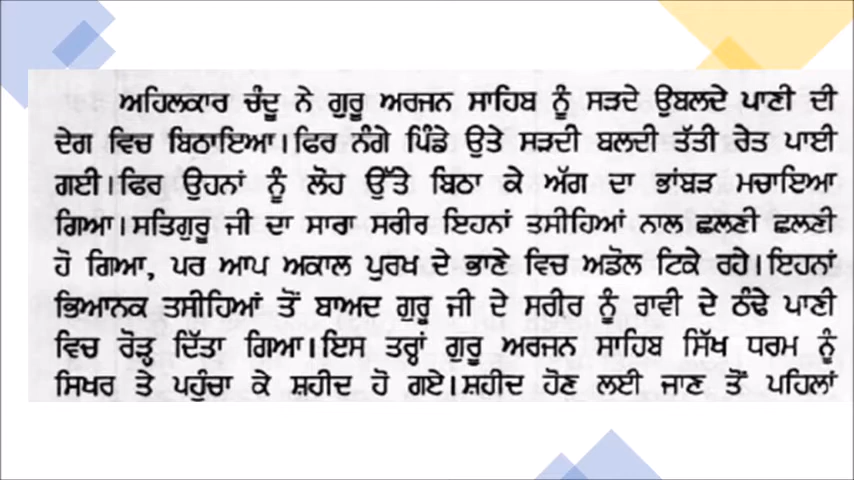 ਅਹਿਲਕਾਰ ਚੰਦੂ ਨੇ ਗੁਰੂ ਅਰਜਨ ਸਾਹਿਬ ਨੂੰ ਸੜਦੇ ਉਬਲਦੇ ਪਾਣੀ ਦੀ
ਦੇਗ ਵਿਚ ਬਿਠਾਇਆ।ਫਿਰ ਨੰਗੇ ਪਿੰਡੇ ਉਤੇ ਸੜਦੀ ਬਲਦੀ ਤੱਤੀ ਰੇਤ ਪਾਈ
ਗਈ।ਫਿਰ ਉਹਨਾਂ ਨੂੰ ਲੋਹ ਉੱਤੇ ਬਿਠਾ ਕੇ ਅੱਗ ਦਾ ਭਾਂਬੜ ਮਚਾਇਆ
ਗਿਆ।ਸਤਿਗੁਰੂ ਜੀ ਦਾ ਸਾਰਾ ਸਰੀਰ ਇਹਨਾਂ ਤਸੀਹਿਆਂ ਨਾਲ ਛਲਣੀ ਛਲਣੀ
ਹੋ ਗਿਆ, ਪਰ ਆਪ ਅਕਾਲ ਪੁਰਖ ਦੇ ਭਾਣੇ ਵਿਚ ਅਡੋਲ ਟਿਕੇ ਰਹੇ।ਇਹਨਾਂ
ਭਿਆਨਕ ਤਸੀਹਿਆਂ ਤੋਂ ਬਾਅਦ ਗੁਰੂ ਜੀ ਦੇ ਸਰੀਰ ਨੂੰ ਰਾਵੀ ਦੇ ਠੰਢੇ ਪਾਣੀ
ਵਿਚ ਰੋੜ੍ਹ ਦਿੱਤਾ ਗਿਆ।ਇਸ ਤਰ੍ਹਾਂ ਗੁਰੂ ਅਰਜਨ ਸਾਹਿਬ ਸਿੱਖ ਧਰਮ ਨੂੰ
ਸਿਖਰ ਤੇ ਪਹੁੰਚਾ ਕੇ ਸ਼ਹੀਦ ਹੋ ਗਏ।ਸ਼ਹੀਦ ਹੋਣ ਲਈ ਜਾਣ ਤੋਂ ਪਹਿਲਾਂ